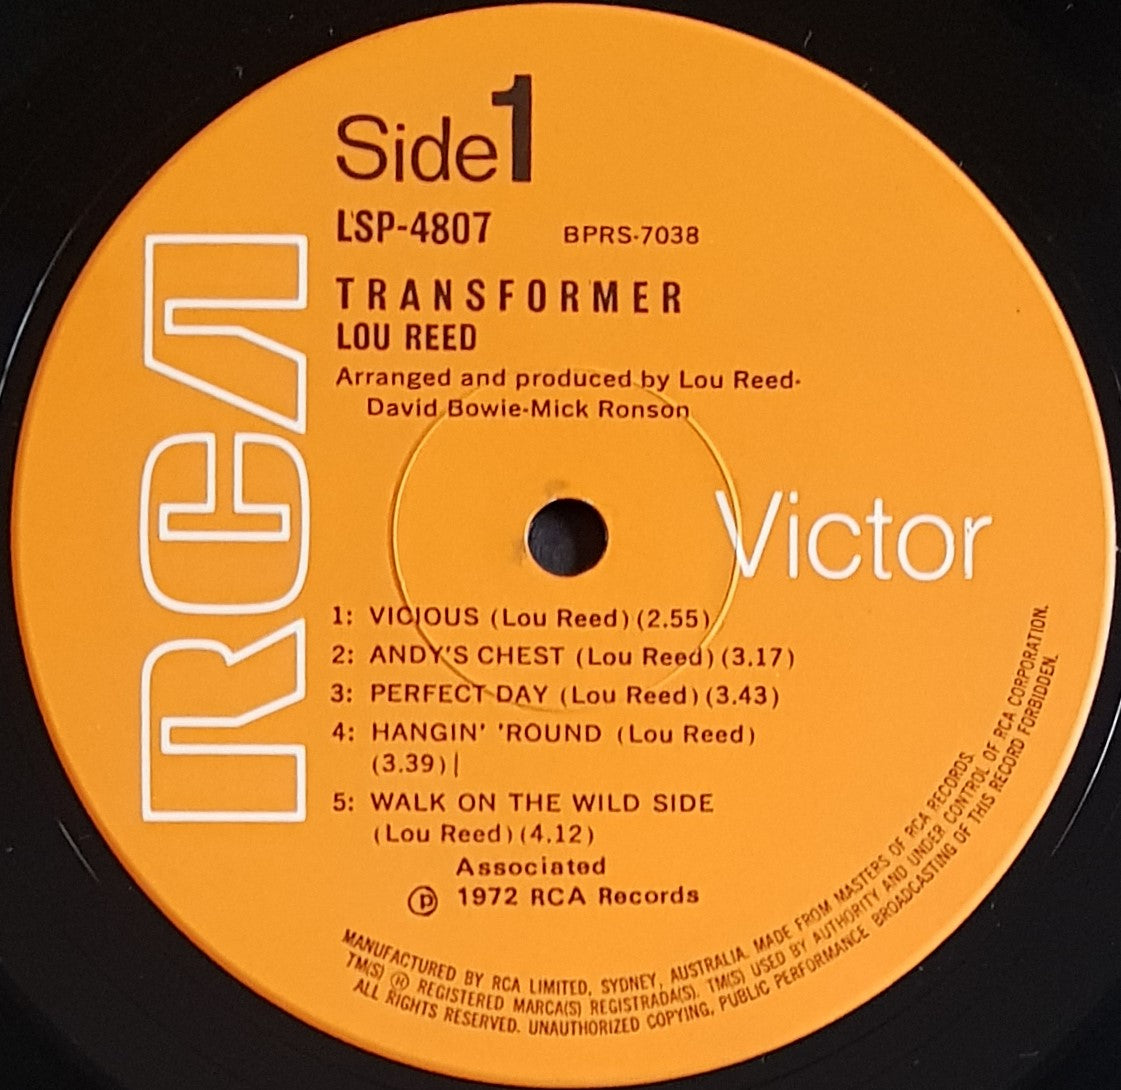 Side 1
LSP-4807 BPRS-7038
TRANSFORMER
LOU REED
Arranged and produced by Lou Reed-
David Bowie-Mick Ronson
RCA
Victor
1: VICIOUS (Lou Reed) (2.55)
2: ANDY'S CHEST (Lou Reed) (3.17)
3: PERFECT DAY (Lou Reed) (3.43)
4: HANGIN' 'ROUND (Lou Reed)
(3.39)
5: WALK ON THE WILD SIDE
(Lou Reed) (4.12)
Associated
Ⓟ 1972 RCA Records
MANUFACTURED BY RCA LIMITED, SYDNEY, AUSTRALIA. MADE FROM MASTERS OF RCA RECORDS.
TM(S) ® REGISTERED MARCA(S) REGISTRADA(S). TM(S) USED BY AUTHORITY AND UNDER CONTROL OF RCA CORPORATION.
ALL RIGHTS RESERVED. UNAUTHORIZED COPYING, PUBLIC PERFORMANCE BROADCASTING OF THIS RECORD FORBIDDEN.